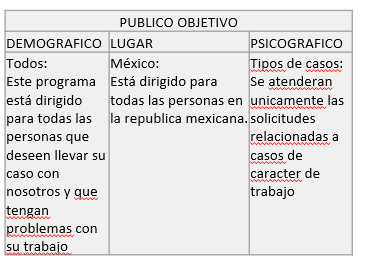 PUBLICO OBJETIVO
DEMOGRAFICO
LUGAR
PSICOGRAFICO
Todos:
Este programa
está dirigido
para todas las
personas que
deseen llevar su
caso con
nosotros y que
tengan
problemas con
su trabajo
México:
Está dirigido para
todas las personas en
la republica mexicana.
Tipos de casos:
Se atenderan
unicamente las
solicitudes
relacionadas a
casos de
caracter de
trabajo